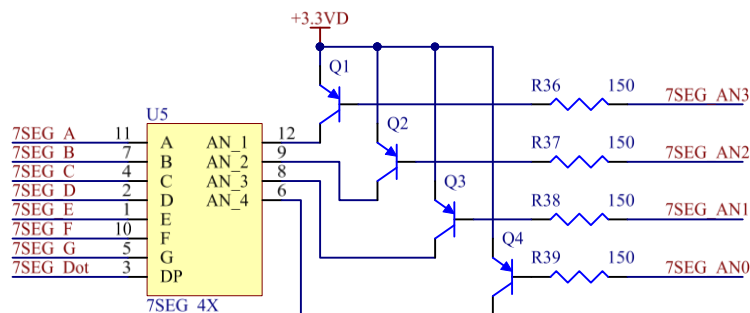 +3.3VD
Q1
R36 150 7SEG_AN3
U5
7SEG_A 11 A AN_1 12
Q2
R37 150 7SEG_AN2
7SEG_B 7 B AN_2 9
7SEG_C 4 C AN_3 8
Q3
R38 150 7SEG_AN1
7SEG_D 2 D AN_4 6
7SEG_E 1 E
7SEG_F 10 F
Q4
R39 150 7SEG_AN0
7SEG_G 5 G
7SEG_Dot 3 DP
7SEG_4X